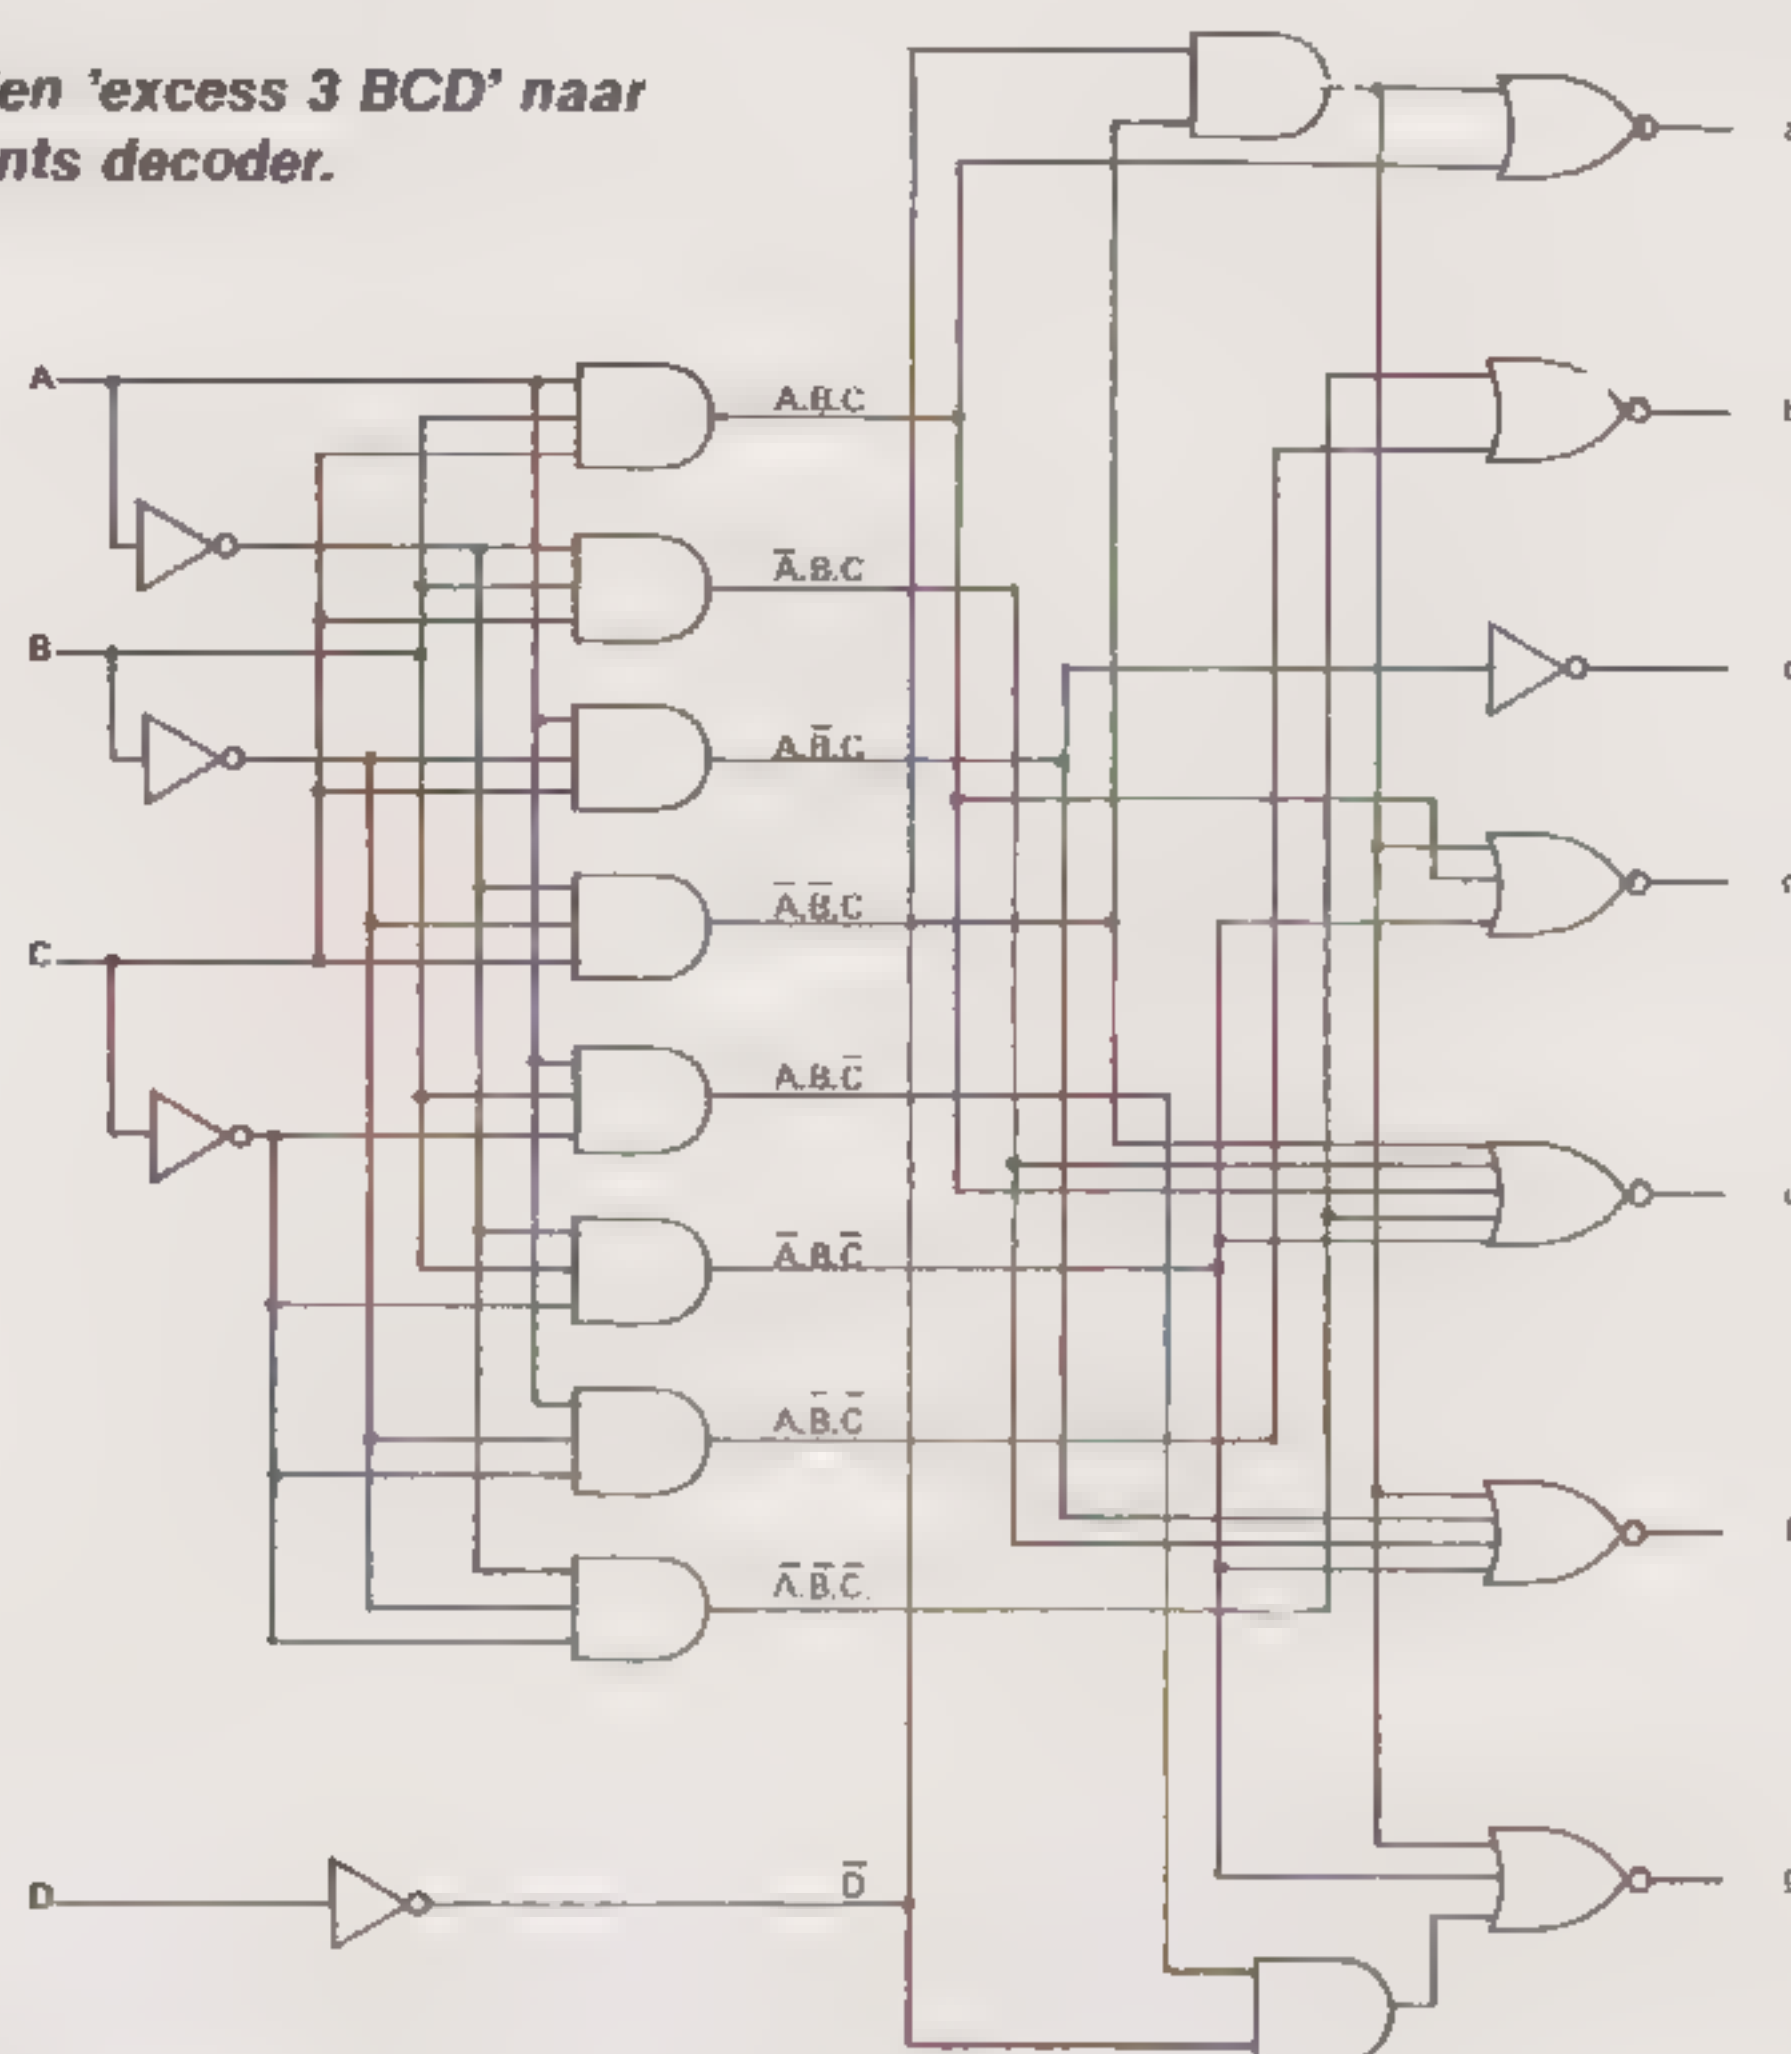 en 'excess 3 BCD' naar
nts decoder.
A
A.B.C
A̅.B.C
B
A.B̅.C
A̅.B̅.C
C
A.B.C̅
A̅.B.C̅
A.B̅.C̅
A̅.B̅.C̅.
D
D̅